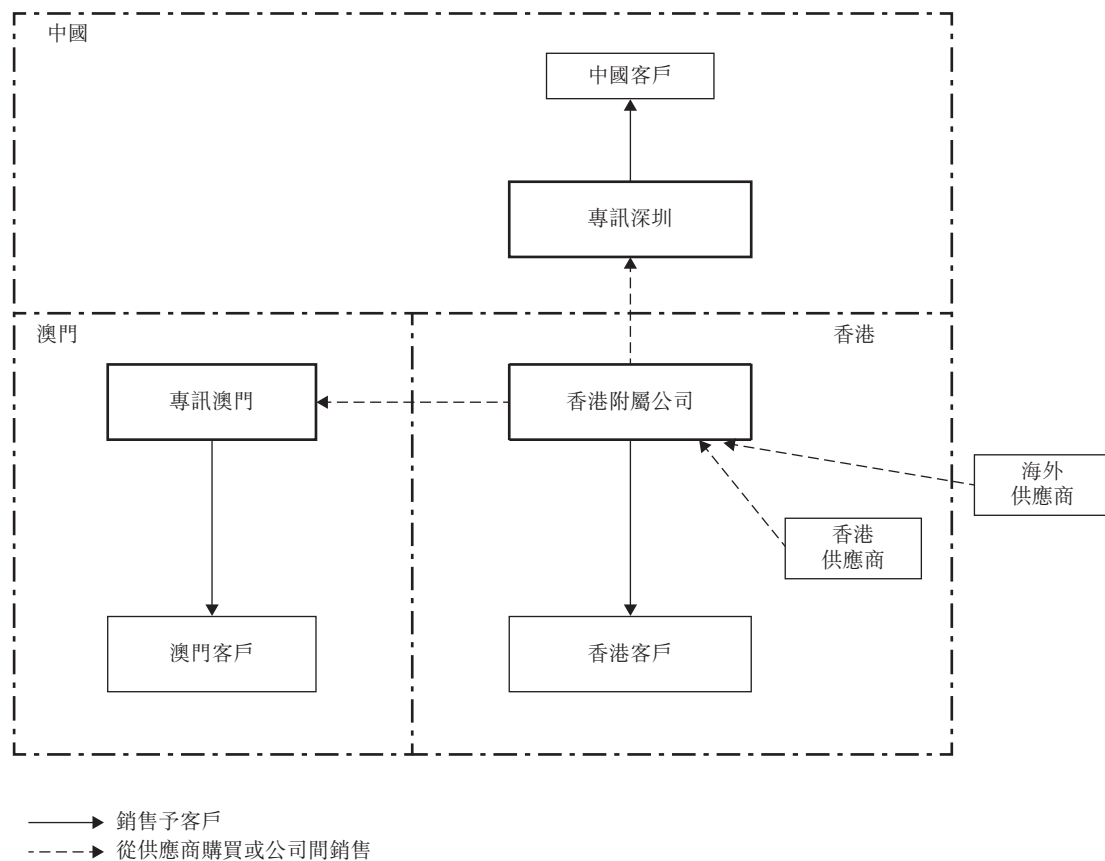 中國
中國客戶
專訊深圳
澳門
香港
專訊澳門
香港附屬公司
海外
供應商
香港
供應商
澳門客戶
香港客戶
銷售予客戶
從供應商購買或公司間銷售